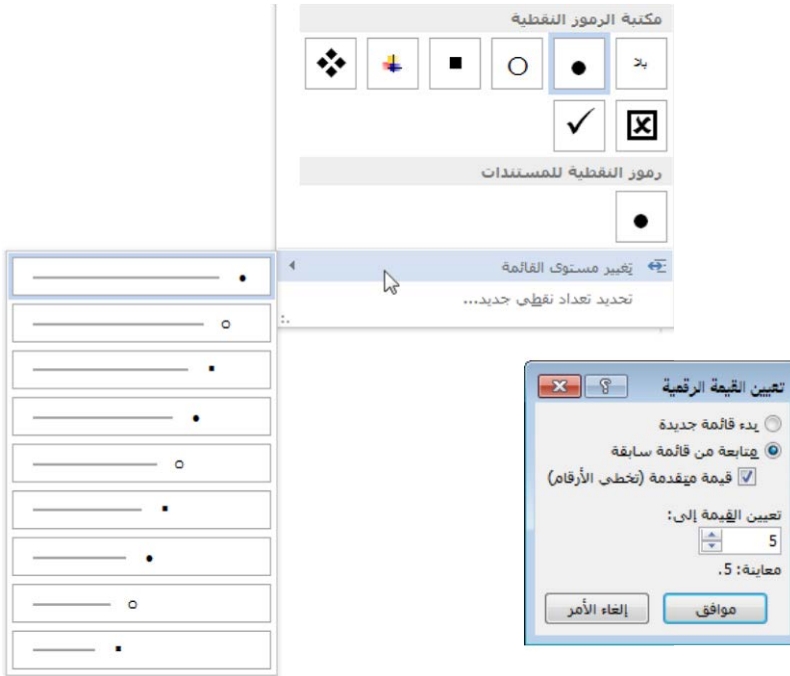 مكتبة الرموز النقطية
بلا
رموز النقطية للمستندات
تغيير مستوى القائمة
تحديد تعداد نقطي جديد...
تعيين القيمة الرقمية
بدء قائمة جديدة
متابعة من قائمة سابقة
قيمة متقدمة (تخطي الأرقام)
تعيين القيمة إلى:
5
معاينة: 5.
موافق
إلغاء الأمر